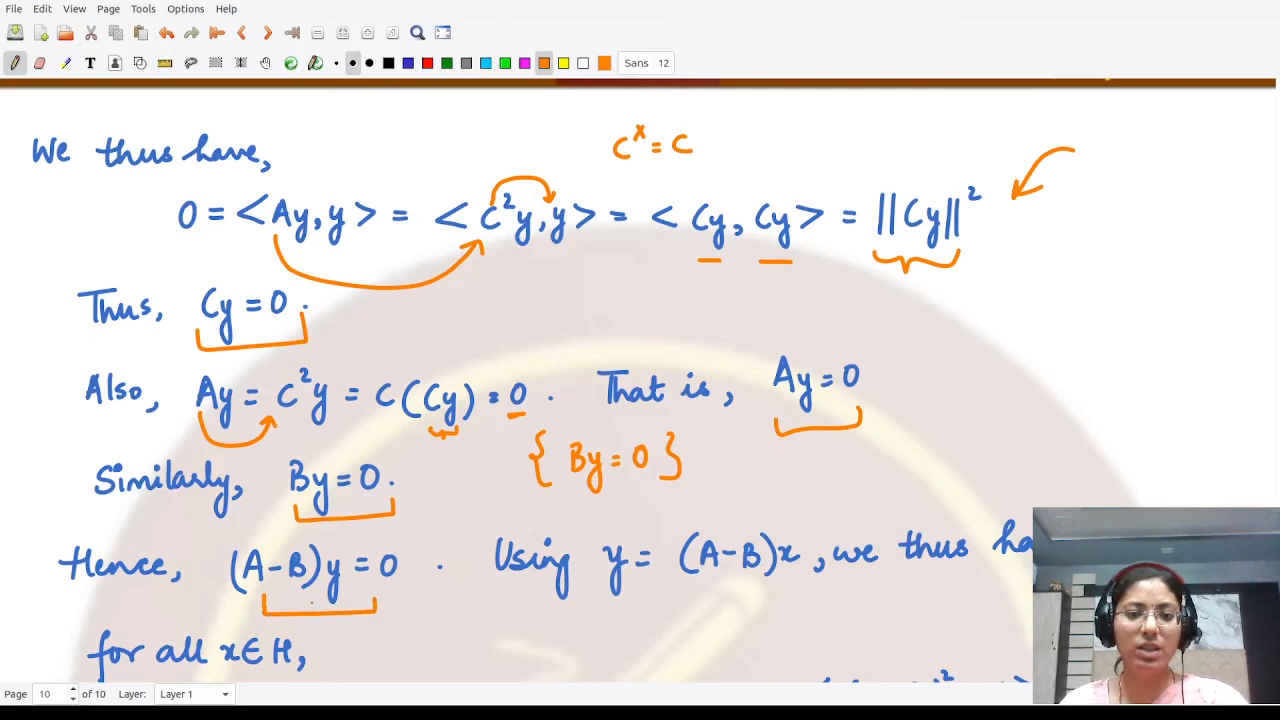 File Edit View Page Tools Options Help
Sans 12
We thus have,
C* = C
0 = <Ay, y> = <C²y, y> = <Cy, Cy> = ||Cy||²
Thus, Cy = 0.
Also, Ay = C²y = C(Cy) = 0. That is, Ay = 0
Similarly, By = 0. {By = 0}
Hence, (A-B)y = 0. Using y = (A-B)x, we thus ha
for all x∈H,
Page 10 of 10 Layer: Layer 1